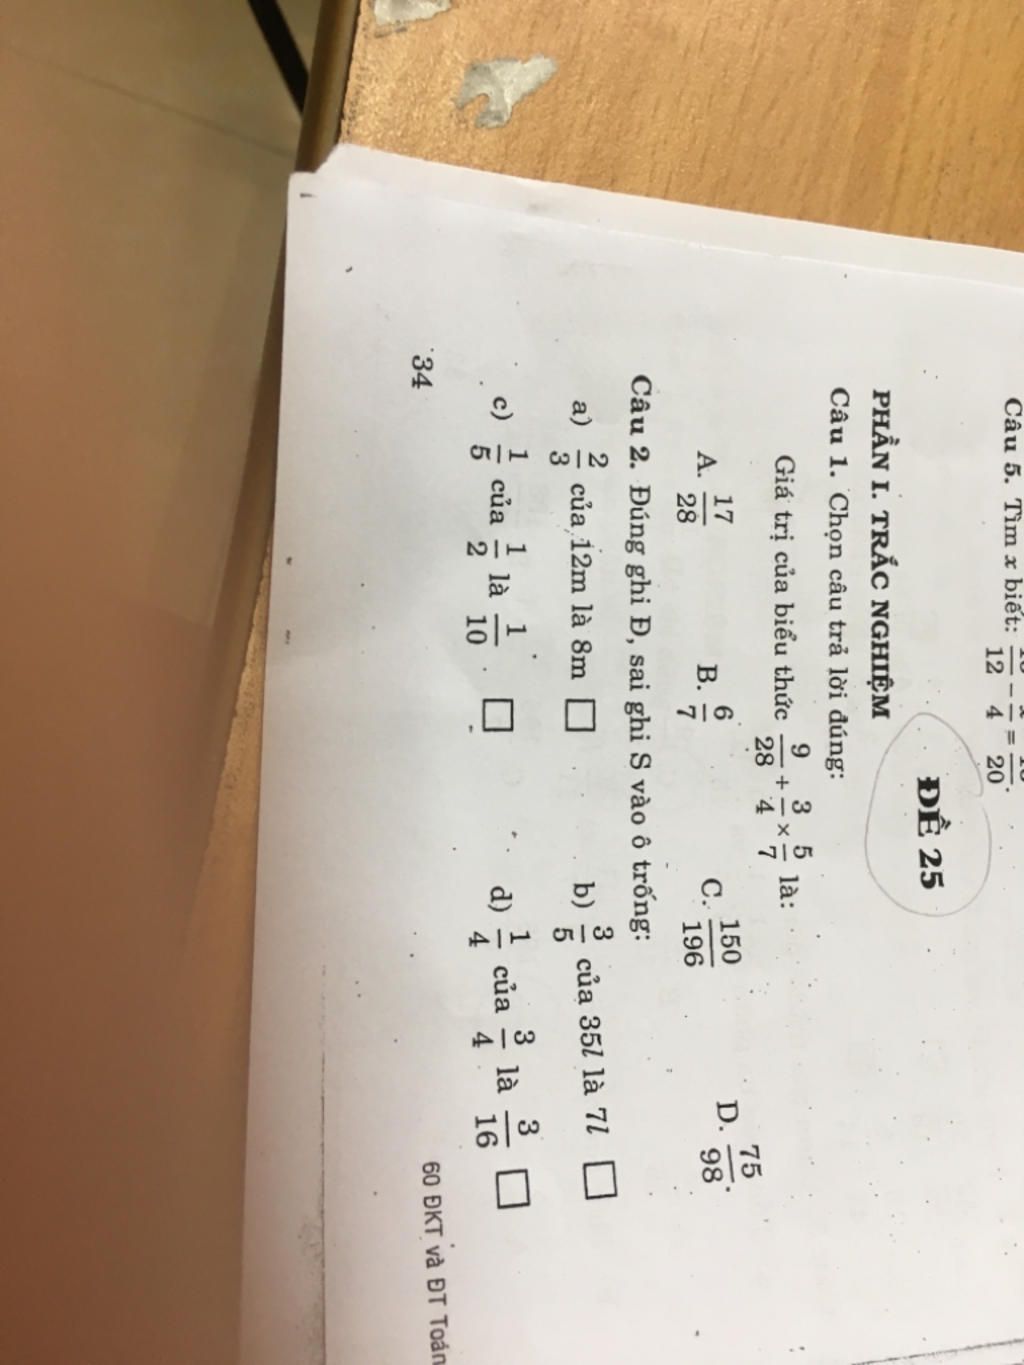 Câu 5. Tìm x biết: /12 - /4 = /20.
ĐỀ 25
PHẦN I. TRẮC NGHIỆM
Câu 1. Chọn câu trả lời đúng:
Giá trị của biểu thức 9/28 + 3/4 × 5/7 là:
A. 17/28 B. 6/7 C. 150/196 D. 75/98.
Câu 2. Đúng ghi Đ, sai ghi S vào ô trống:
a) 2/3 của 12m là 8m □ b) 3/5 của 35l là 7l □
c) 1/5 của 1/2 là 1/10 □ d) 1/4 của 3/4 là 3/16 □
34
60 ĐKT và ĐT Toán